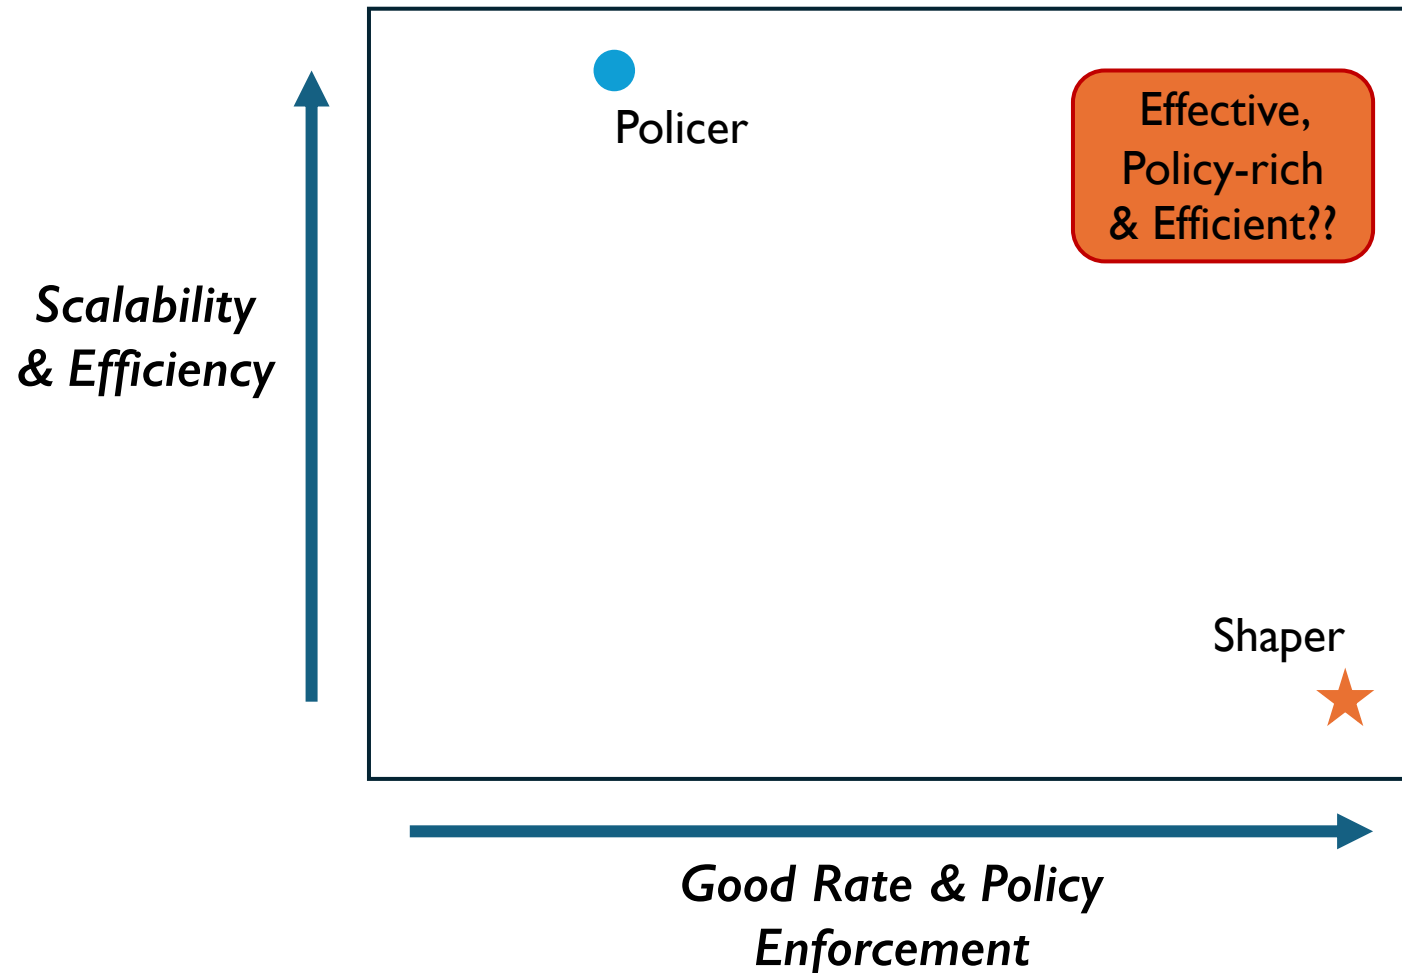 Policer
Effective,
Policy-rich
& Efficient??
Scalability
& Efficiency
Shaper
Good Rate & Policy
Enforcement